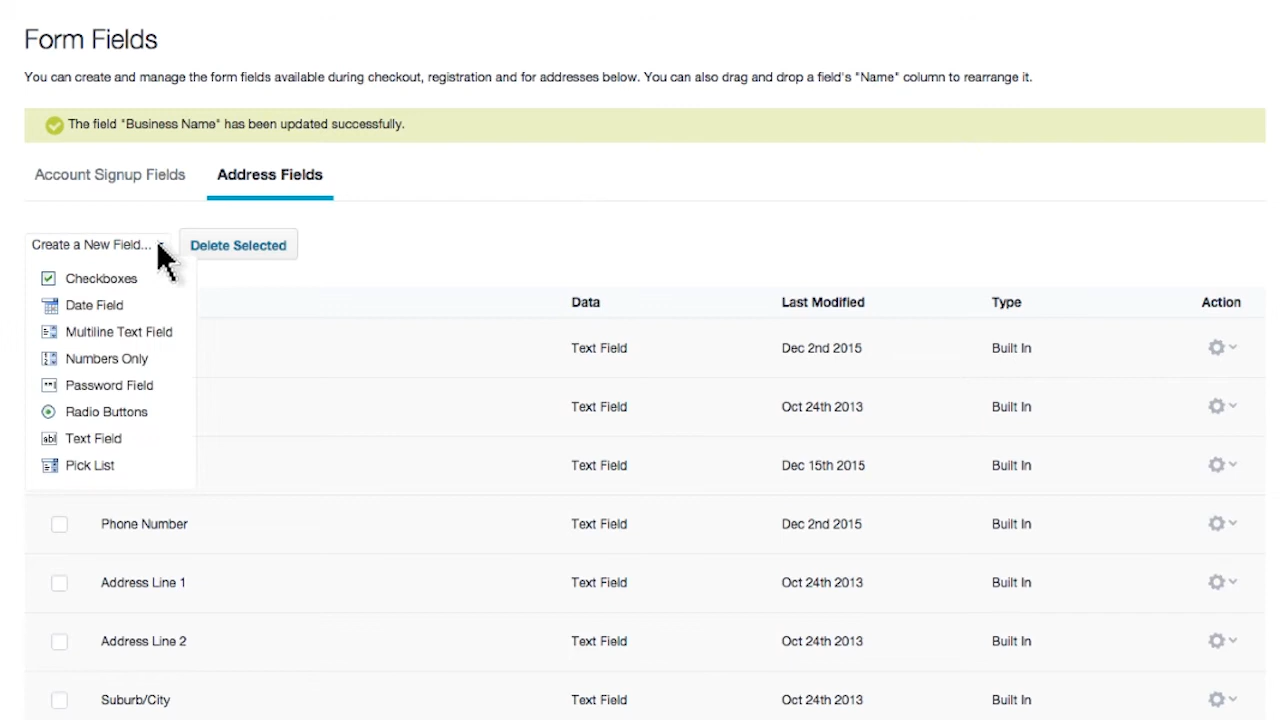 Form Fields
You can create and manage the form fields available during checkout, registration and for addresses below. You can also drag and drop a field's "Name" column to rearrange it.
The field "Business Name" has been updated successfully.
Account Signup Fields Address Fields
Create a New Field... Delete Selected
Checkboxes
Date Field
Multiline Text Field
Numbers Only
Password Field
Radio Buttons
Text Field
Pick List
Data Last Modified Type Action
Text Field Dec 2nd 2015 Built In
Text Field Oct 24th 2013 Built In
Text Field Dec 15th 2015 Built In
Phone Number Text Field Dec 2nd 2015 Built In
Address Line 1 Text Field Oct 24th 2013 Built In
Address Line 2 Text Field Oct 24th 2013 Built In
Suburb/City Text Field Oct 24th 2013 Built In